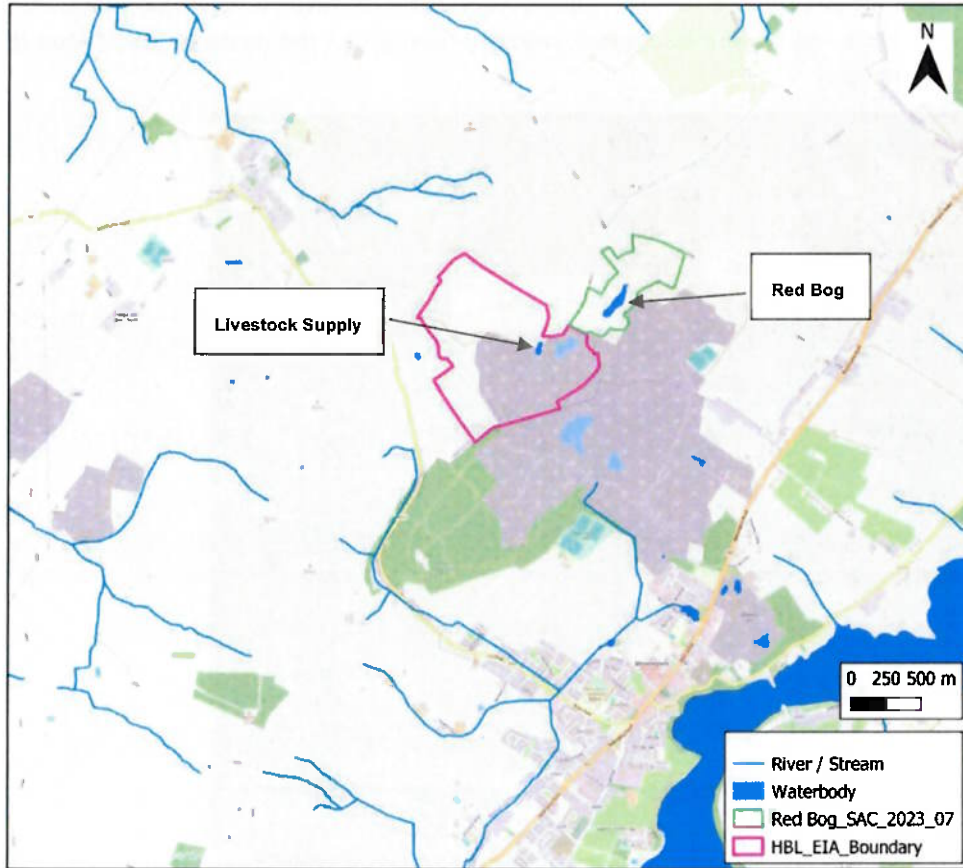 N
Red Bog
Livestock Supply
0 250 500 m
River / Stream
Waterbody
Red Bog_SAC_2023_07
HBL_EIA_Boundary